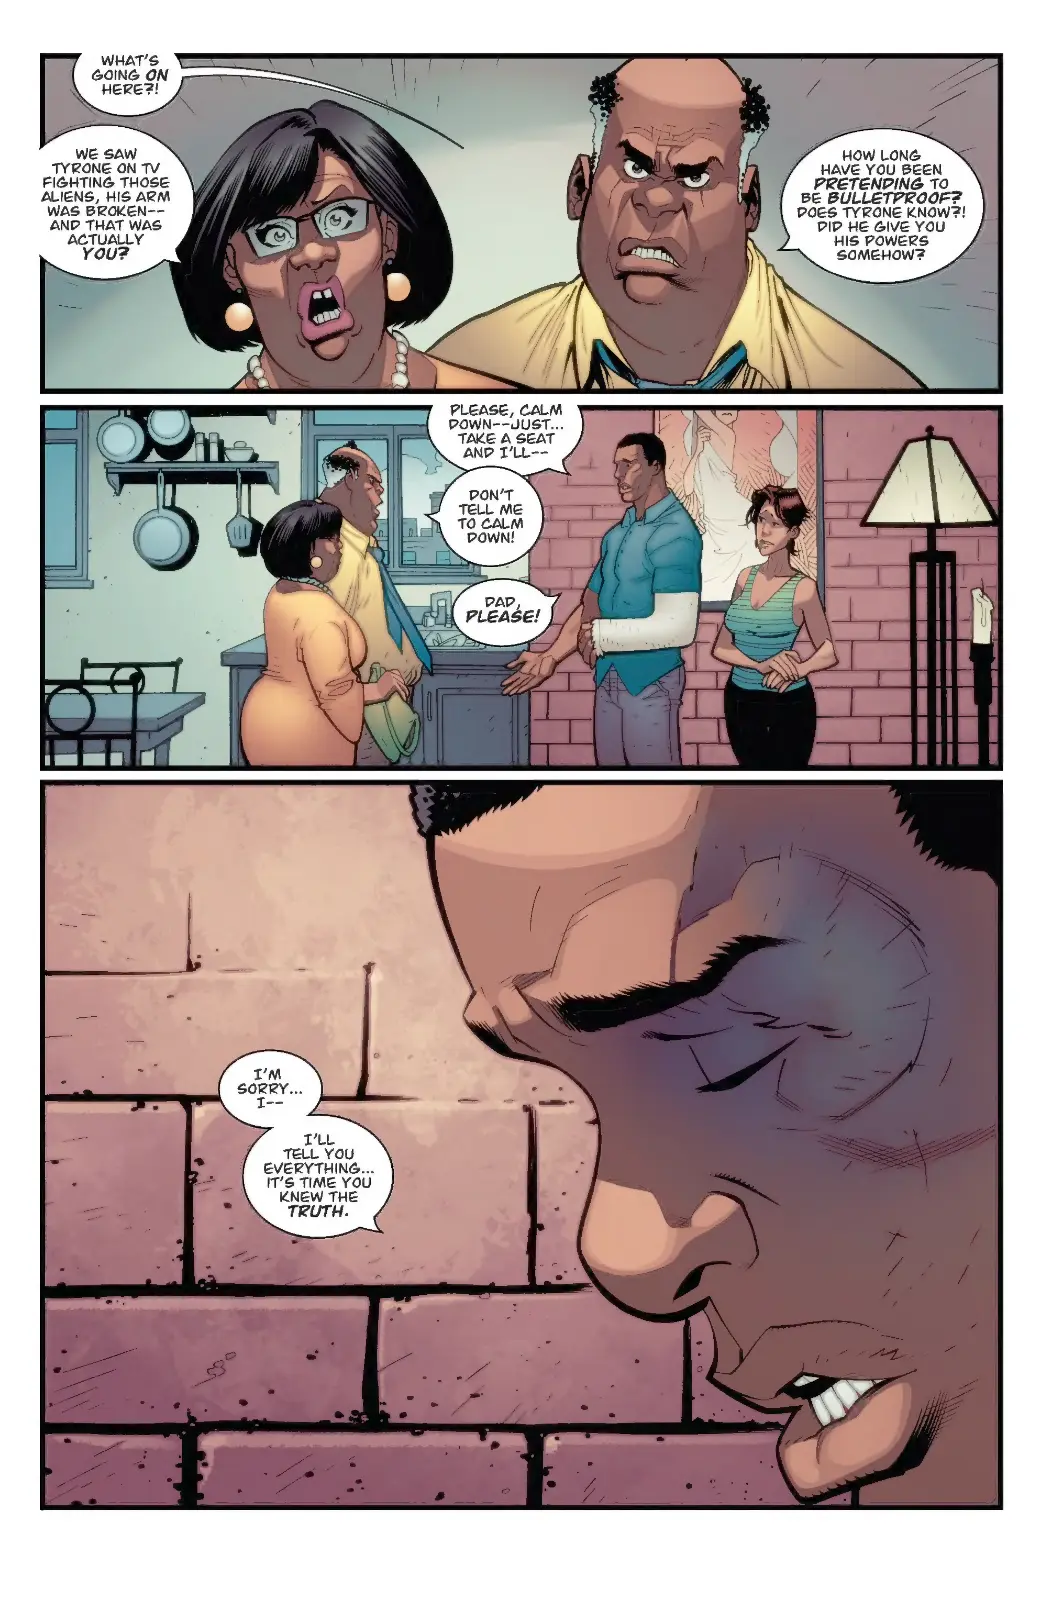 WHAT'S
GOING ON
HERE?!
WE SAW
TYRONE ON TV
FIGHTING THOSE
ALIENS, HIS ARM
WAS BROKEN--
AND THAT WAS
ACTUALLY
YOU?
HOW LONG
HAVE YOU BEEN
PRETENDING TO
BE BULLETPROOF?
DOES TYRONE KNOW?!
DID HE GIVE YOU
HIS POWERS
SOMEHOW?
PLEASE, CALM
DOWN--JUST...
TAKE A SEAT
AND I'LL--
DON'T
TELL ME
TO CALM
DOWN!
DAD,
PLEASE!
I'M
SORRY...
I--
I'LL
TELL YOU
EVERYTHING...
IT'S TIME YOU
KNEW THE
TRUTH.